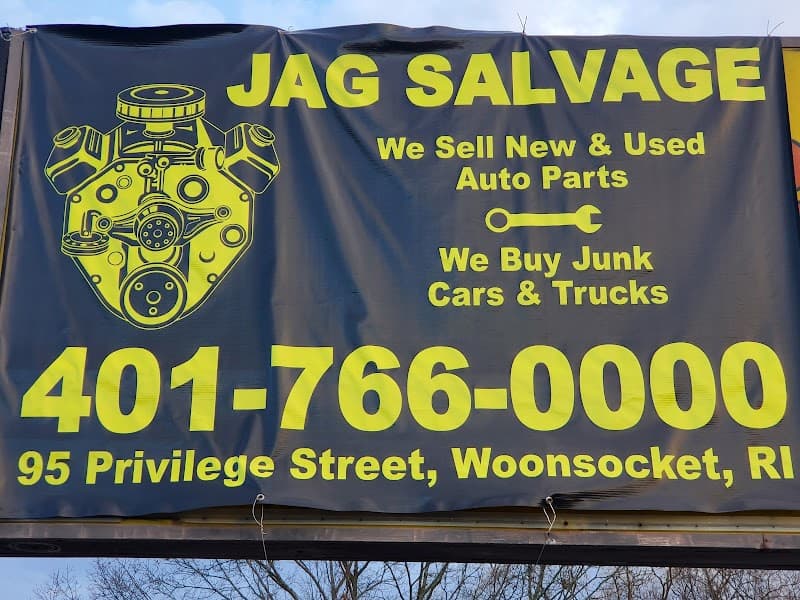 JAG SALVAGE
We Sell New & Used
Auto Parts
We Buy Junk
Cars & Trucks
401-766-0000
95 Privilege Street, Woonsocket, RI